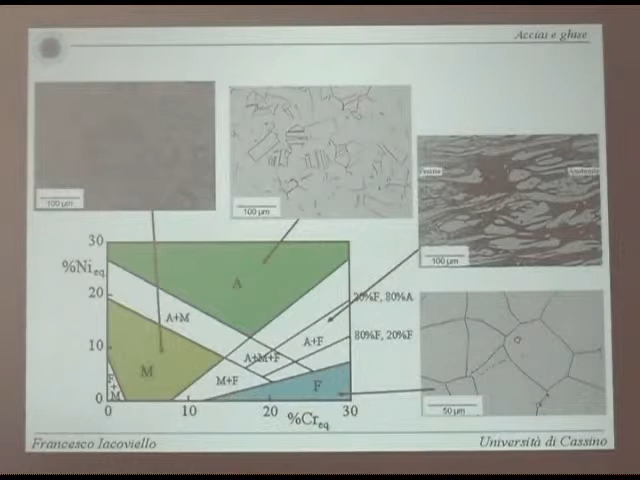 Acciai e ghise
100 µm
100 µm
Ferrite
Austenite
100 µm
50 µm
30
%Ni eq
20
10
0
A
A+M
20%F, 80%A
A+F
80%F, 20%F
A+M+F
M
M+F
F
F
+
M
0
10
20
30
%Cr eq
Francesco Iacoviello
Università di Cassino